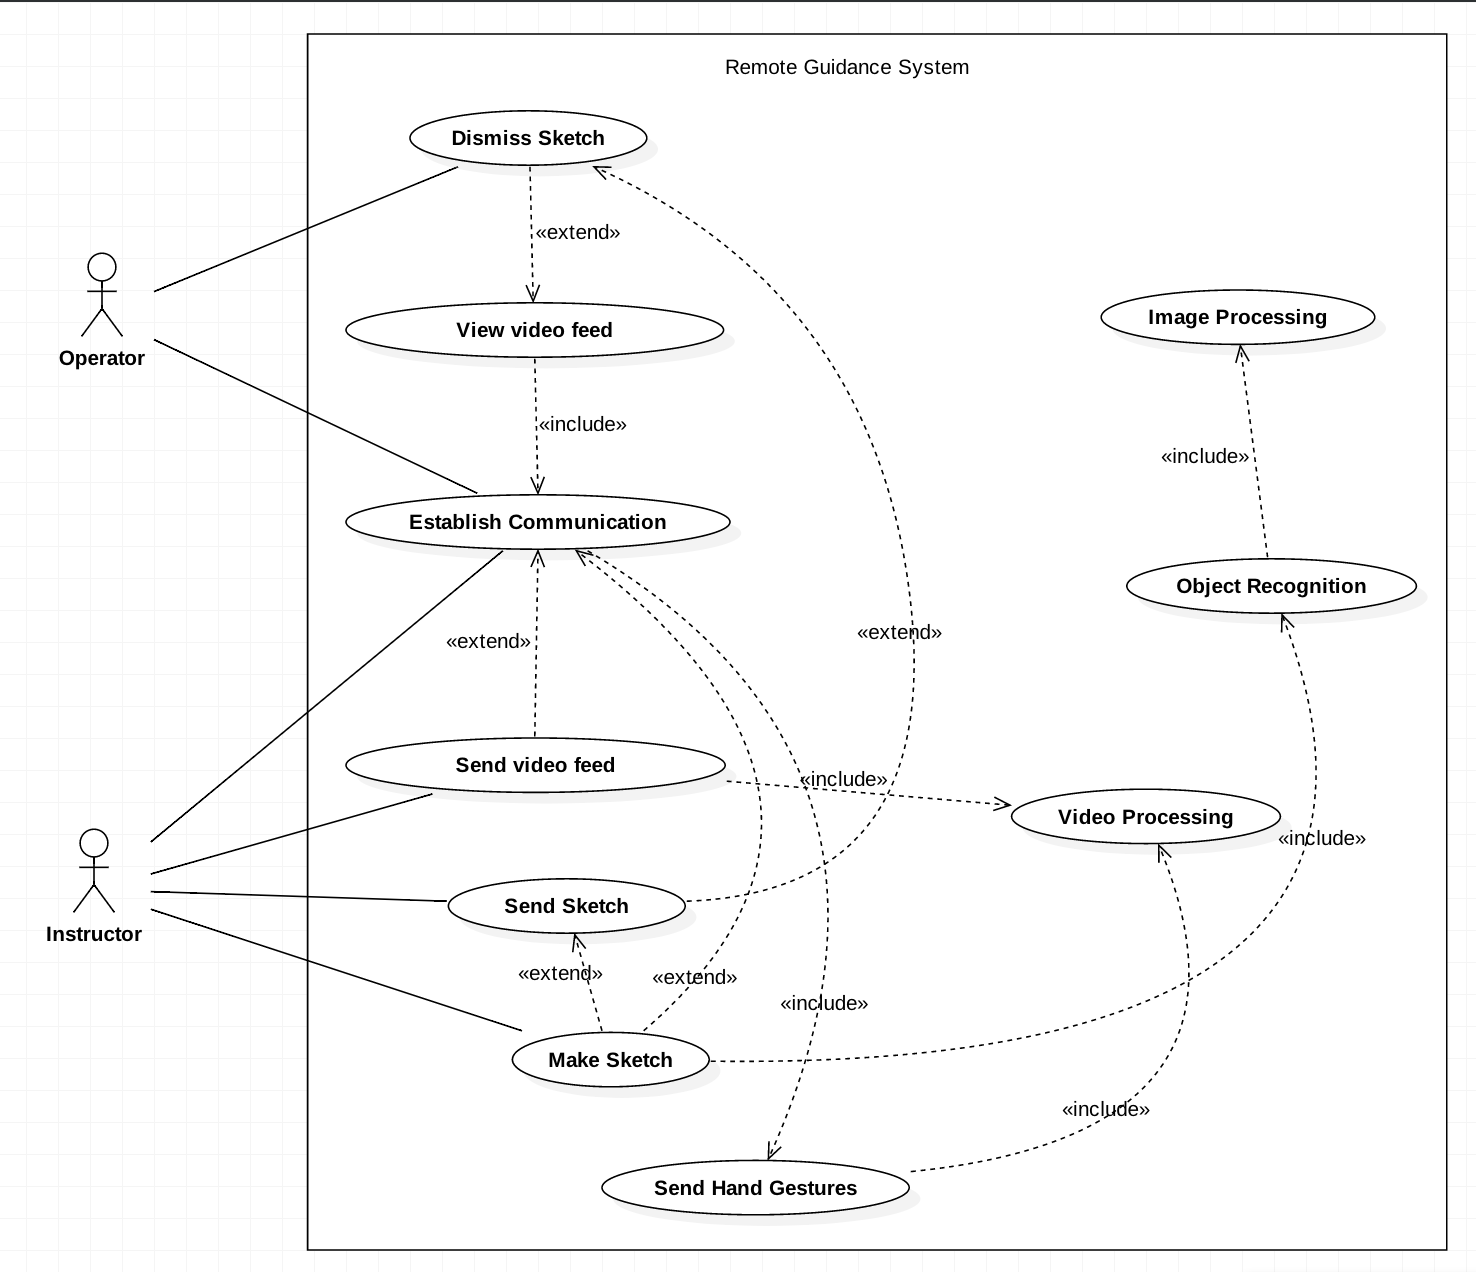 Remote Guidance System
Dismiss Sketch
«extend»
View video feed
Image Processing
Operator
«include»
«include»
Establish Communication
Object Recognition
«extend»
«extend»
Send video feed
«include»
Video Processing
«include»
Send Sketch
Instructor
«extend»
«extend»
«include»
Make Sketch
«include»
Send Hand Gestures